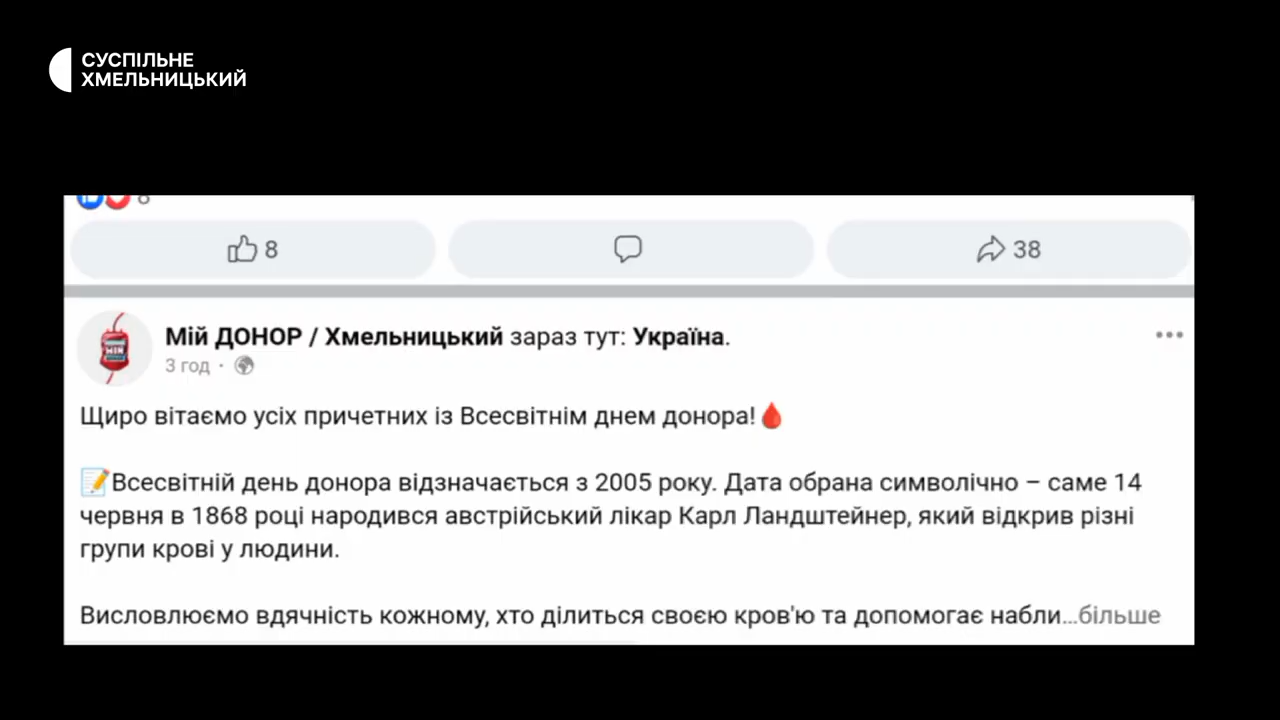 СУСПІЛЬНЕ
ХМЕЛЬНИЦЬКИЙ
8
8
38
Мій ДОНОР / Хмельницький зараз тут: Україна.
3 год ·
Щиро вітаємо усіх причетних із Всесвітнім днем донора!🩸
📝Всесвітній день донора відзначається з 2005 року. Дата обрана символічно – саме 14
червня в 1868 році народився австрійський лікар Карл Ландштейнер, який відкрив різні
групи крові у людини.
Висловлюємо вдячність кожному, хто ділиться своєю кров'ю та допомогає набли…більше